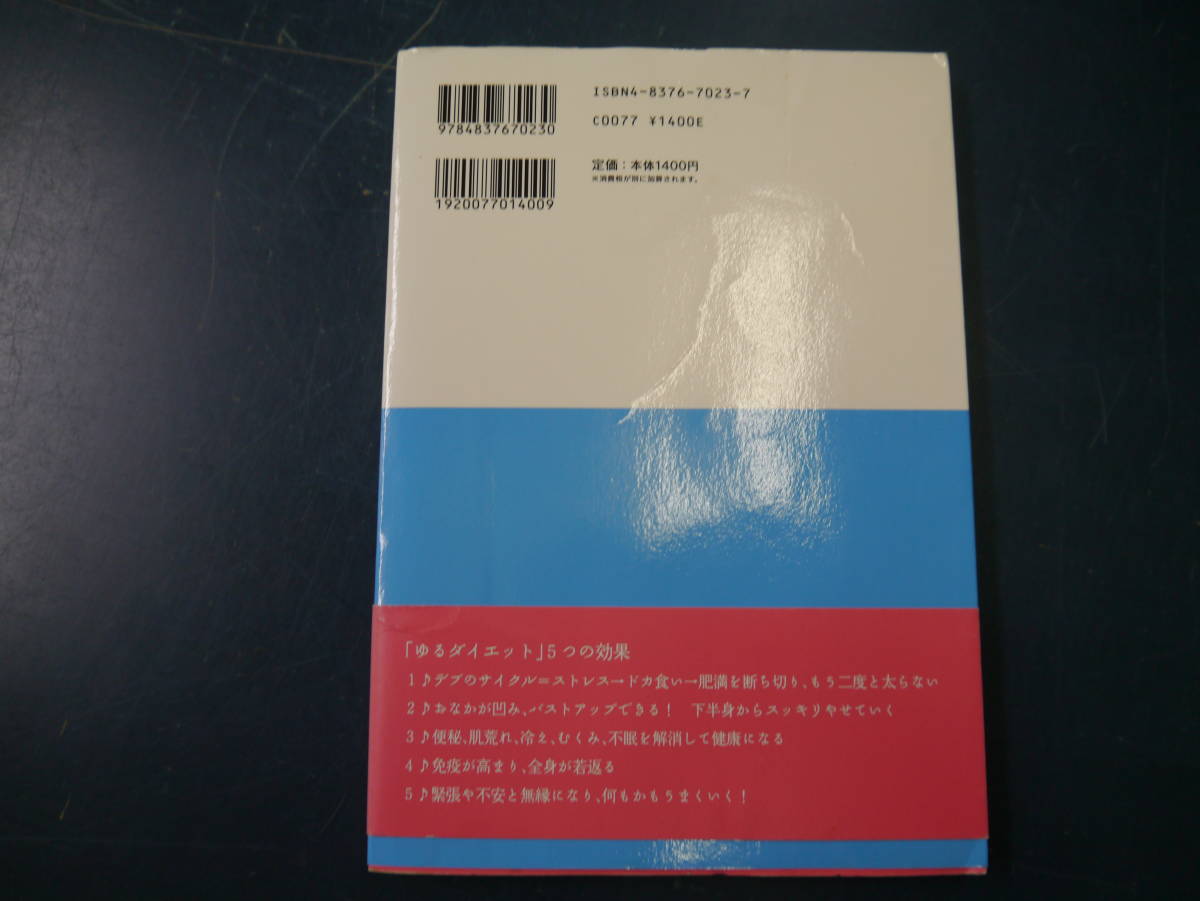 ISBN4-8376-7023-7
9784837670230
C0077 ¥1400E
定価：本体1400円
※消費税が別に加算されます。
1920077014009
「ゆるダイエット」5つの効果
1♪デブのサイクル＝ストレス→ドカ食い→肥満を断ち切り、もう二度と太らない
2♪おなかが凹み、バストアップできる！　下半身からスッキリやせていく
3♪便秘、肌荒れ、冷え、むくみ、不眠を解消して健康になる
4♪免疫が高まり、全身が若返る
5♪緊張や不安と無縁になり、何もかもうまくいく！